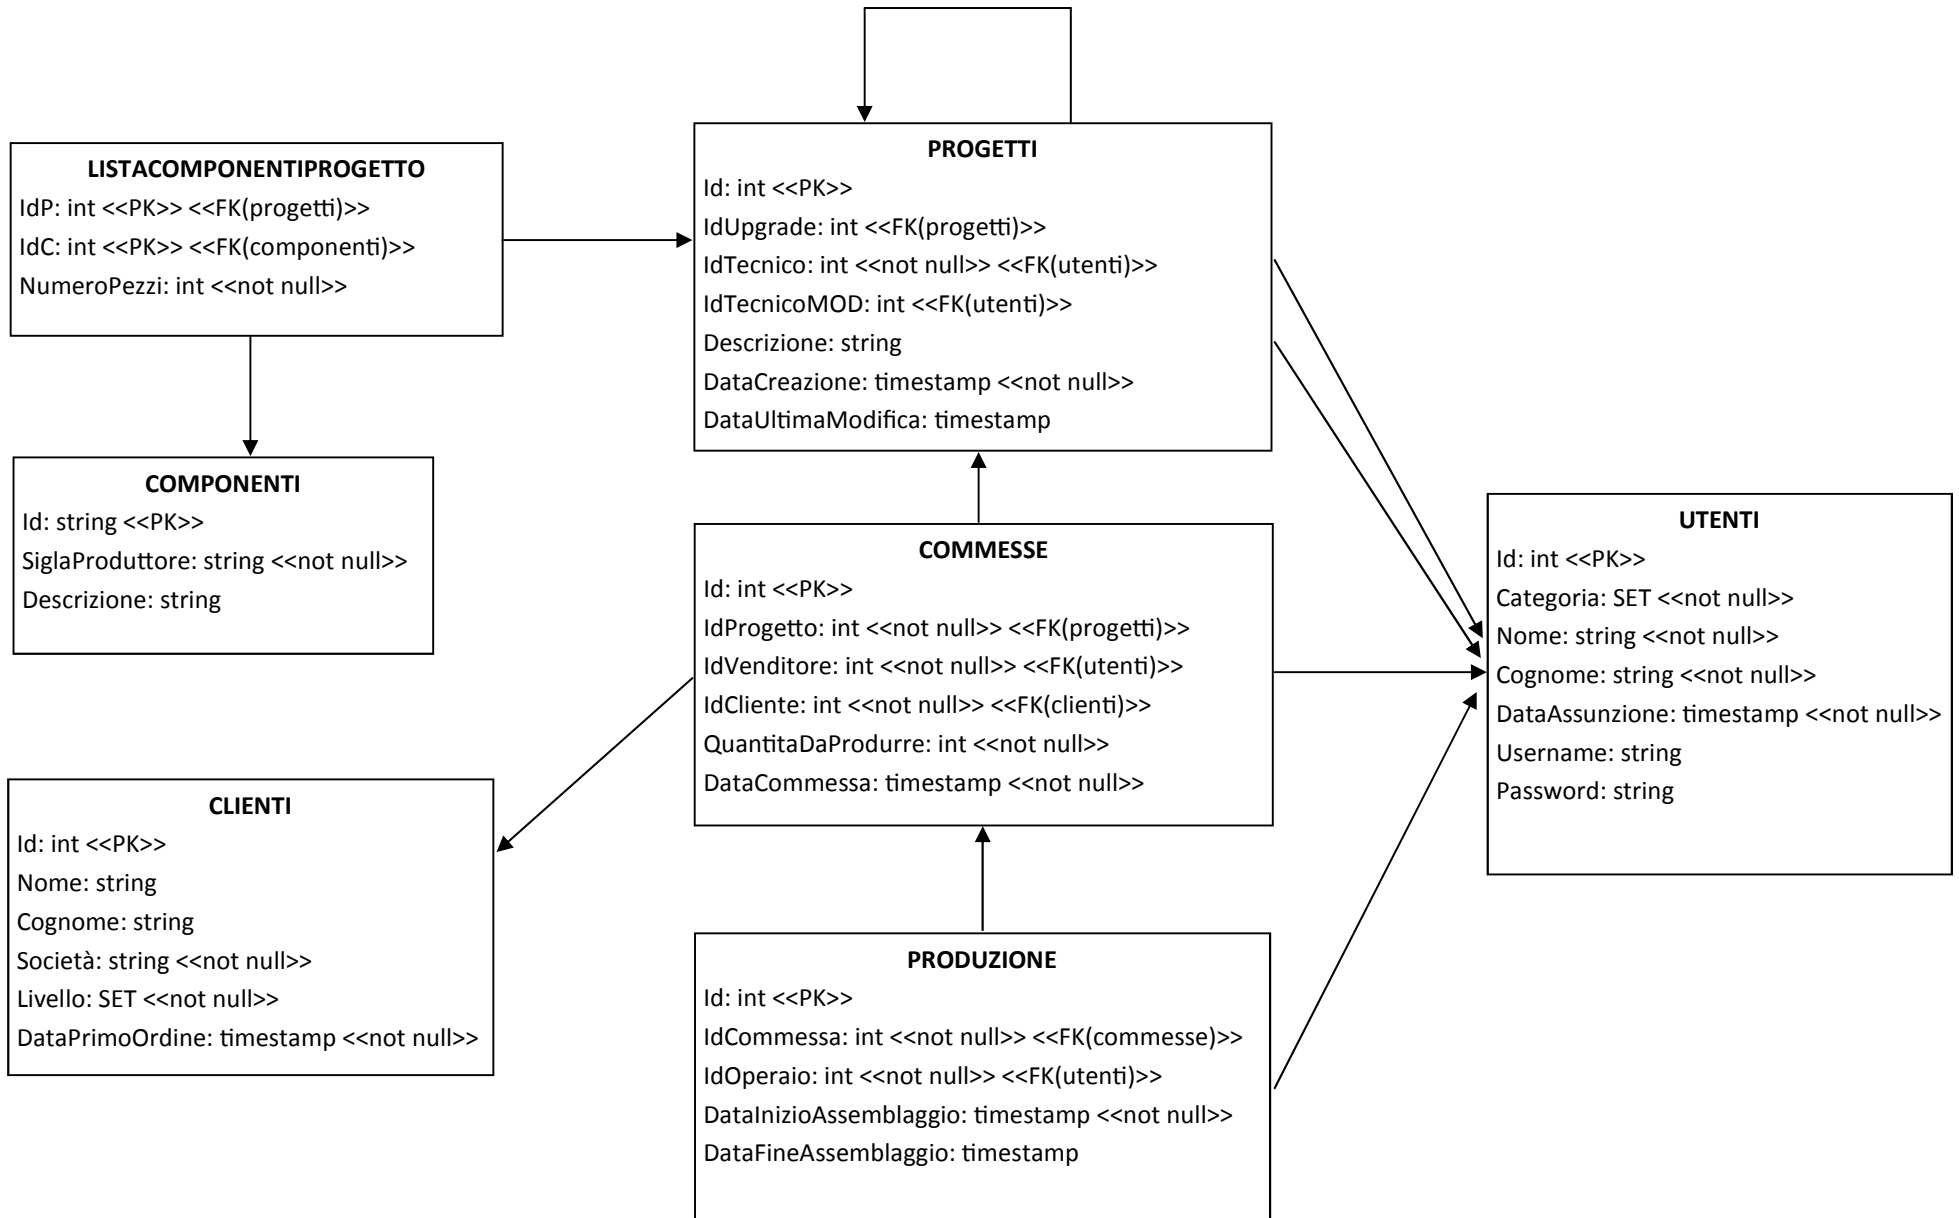 LISTACOMPONENTIPROGETTO
IdP: int <<PK>> <<FK(progetti)>>
IdC: int <<PK>> <<FK(componenti)>>
NumeroPezzi: int <<not null>>
PROGETTI
Id: int <<PK>>
IdUpgrade: int <<FK(progetti)>>
IdTecnico: int <<not null>> <<FK(utenti)>>
IdTecnicoMOD: int <<FK(utenti)>>
Descrizione: string
DataCreazione: timestamp <<not null>>
DataUltimaModifica: timestamp
COMPONENTI
Id: string <<PK>>
SiglaProduttore: string <<not null>>
Descrizione: string
COMMESSE
Id: int <<PK>>
IdProgetto: int <<not null>> <<FK(progetti)>>
IdVenditore: int <<not null>> <<FK(utenti)>>
IdCliente: int <<not null>> <<FK(clienti)>>
QuantitaDaProdurre: int <<not null>>
DataCommessa: timestamp <<not null>>
UTENTI
Id: int <<PK>>
Categoria: SET <<not null>>
Nome: string <<not null>>
Cognome: string <<not null>>
DataAssunzione: timestamp <<not null>>
Username: string
Password: string
CLIENTI
Id: int <<PK>>
Nome: string
Cognome: string
Società: string <<not null>>
Livello: SET <<not null>>
DataPrimoOrdine: timestamp <<not null>>
PRODUZIONE
Id: int <<PK>>
IdCommessa: int <<not null>> <<FK(commesse)>>
IdOperaio: int <<not null>> <<FK(utenti)>>
DataInizioAssemblaggio: timestamp <<not null>>
DataFineAssemblaggio: timestamp